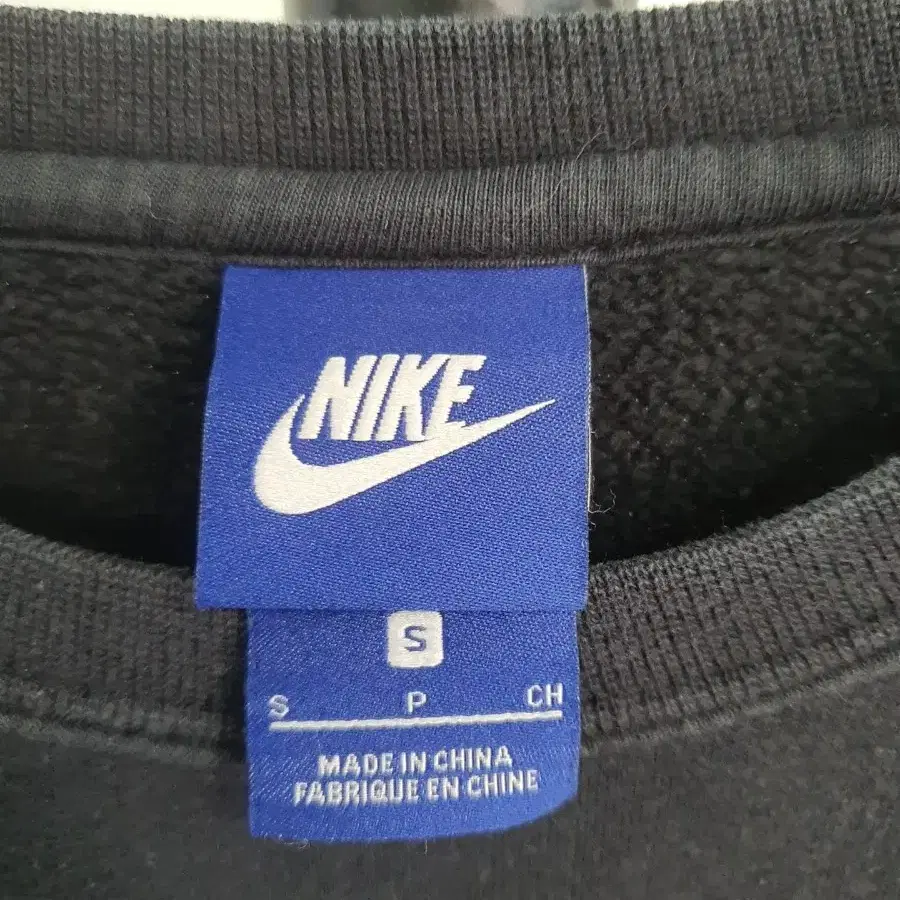 NIKE
S
S P CH
MADE IN CHINA
FABRIQUE EN CHINE